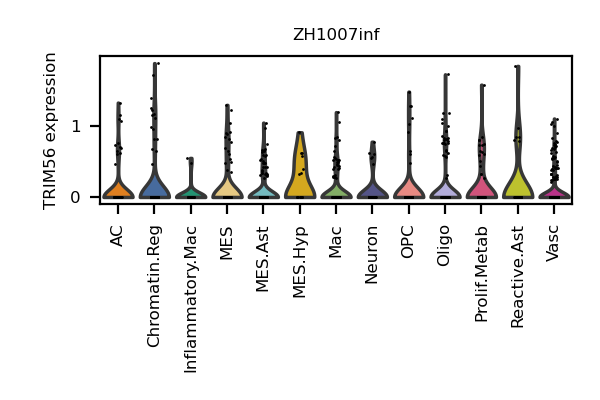 ZH1007inf
TRIM56 expression
1
0
AC
Chromatin.Reg
Inflammatory.Mac
MES
MES.Ast
MES.Hyp
Mac
Neuron
OPC
Oligo
Prolif.Metab
Reactive.Ast
Vasc